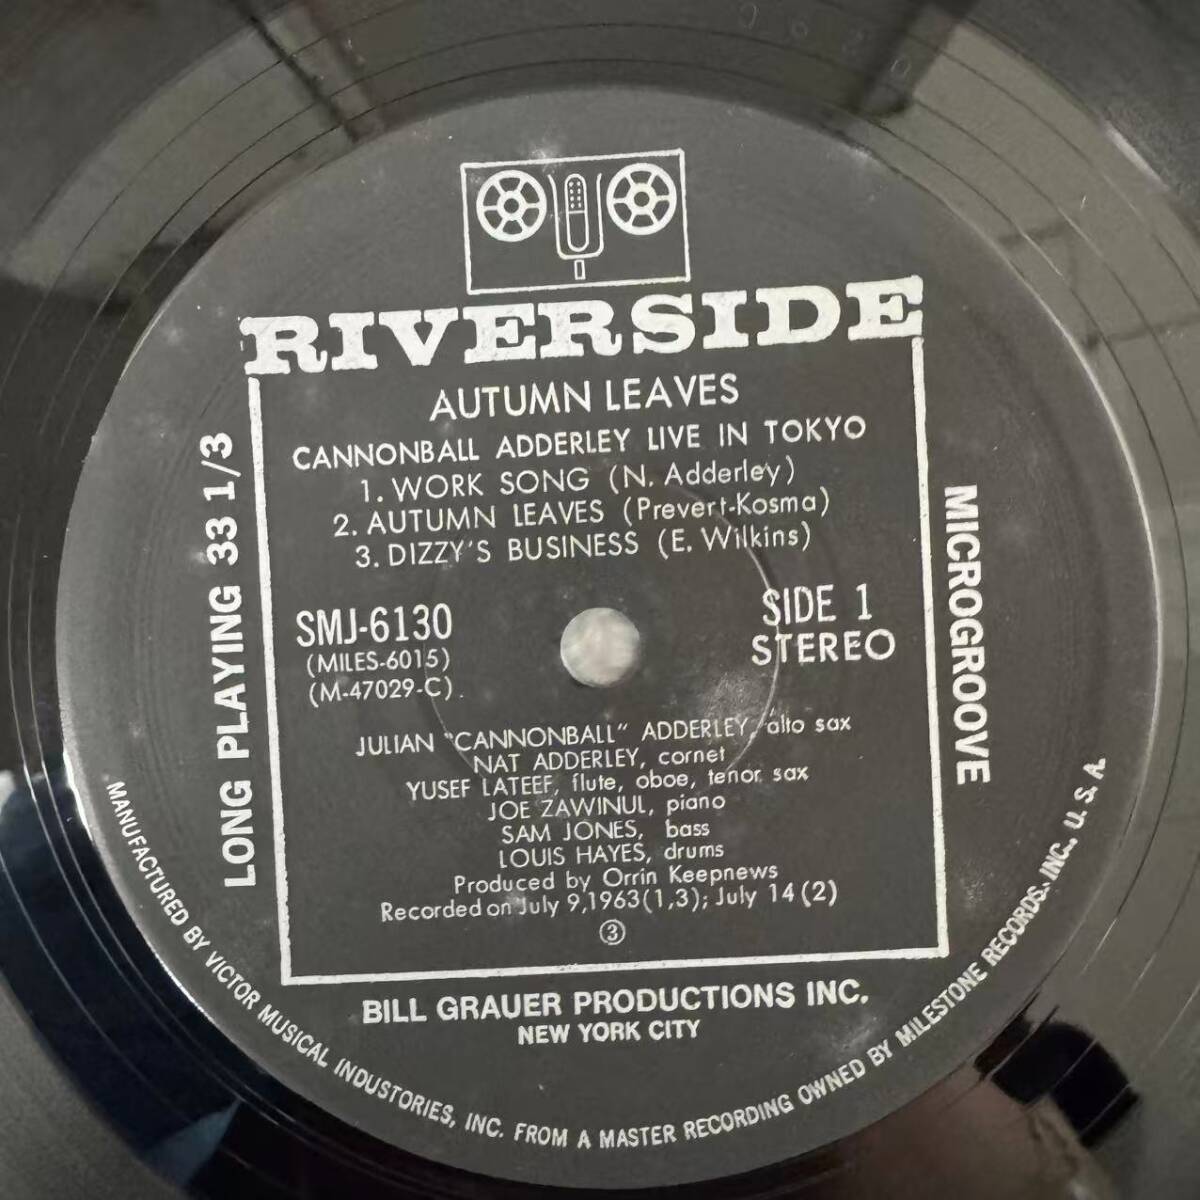 RIVERSIDE
AUTUMN LEAVES
CANNONBALL ADDERLEY LIVE IN TOKYO
1. WORK SONG (N. Adderley)
2. AUTUMN LEAVES (Prevert-Kosma)
3. DIZZY'S BUSINESS (E. Wilkins)
LONG PLAYING 33 1/3
MICROGROOVE
SMJ-6130
(MILES-6015)
(M-47029-C).
SIDE 1
STEREO
JULIAN "CANNONBALL" ADDERLEY, alto sax
NAT ADDERLEY, cornet
YUSEF LATEEF, flute, oboe, tenor sax
JOE ZAWINUL, piano
SAM JONES, bass
LOUIS HAYES, drums
Produced by Orrin Keepnews
Recorded on July 9, 1963 (1,3); July 14 (2)
③
BILL GRAUER PRODUCTIONS INC.
NEW YORK CITY
MANUFACTURED BY VICTOR MUSICAL INDUSTORIES, INC. FROM A MASTER RECORDING OWNED BY MILESTONE RECORDS. INC., U. S. A.